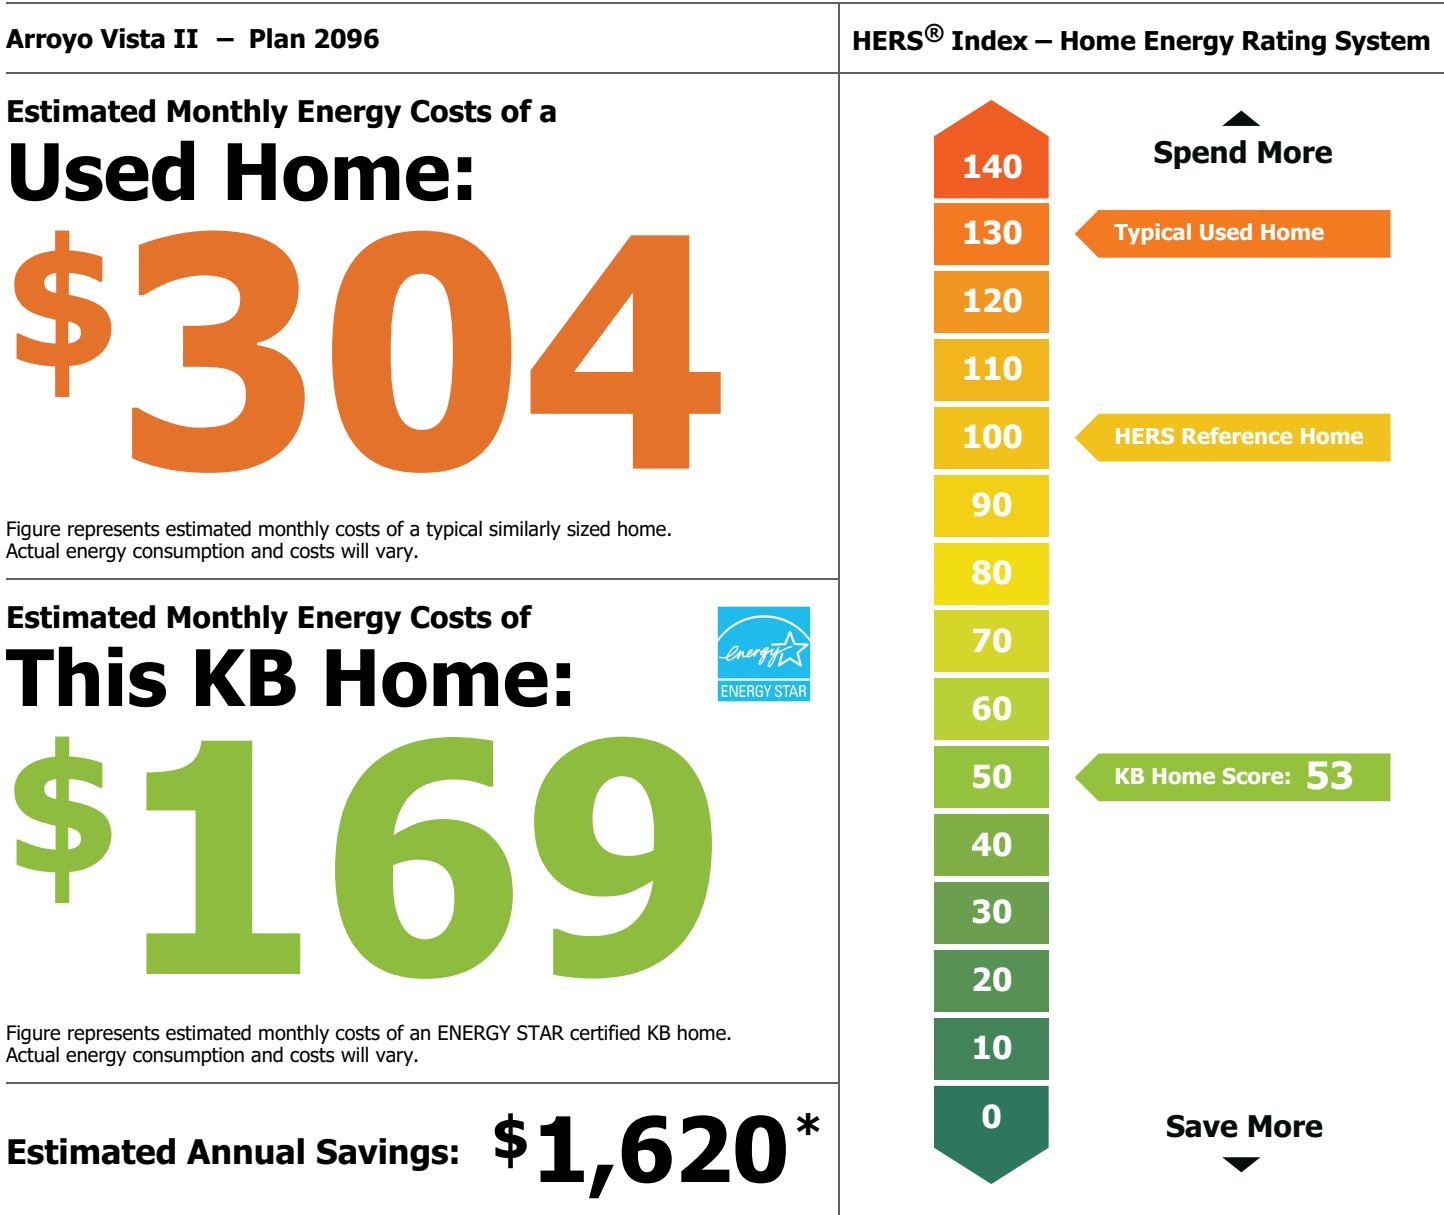 Arroyo Vista II – Plan 2096
Estimated Monthly Energy Costs of a
Used Home:
$304
Figure represents estimated monthly costs of a typical similarly sized home.
Actual energy consumption and costs will vary.
Estimated Monthly Energy Costs of
This KB Home:
energy
ENERGY STAR
$169
Figure represents estimated monthly costs of an ENERGY STAR certified KB home.
Actual energy consumption and costs will vary.
Estimated Annual Savings: $1,620*
HERS® Index – Home Energy Rating System
Spend More
140
130 Typical Used Home
120
110
100 HERS Reference Home
90
80
70
60
50 KB Home Score: 53
40
30
20
10
0
Save More